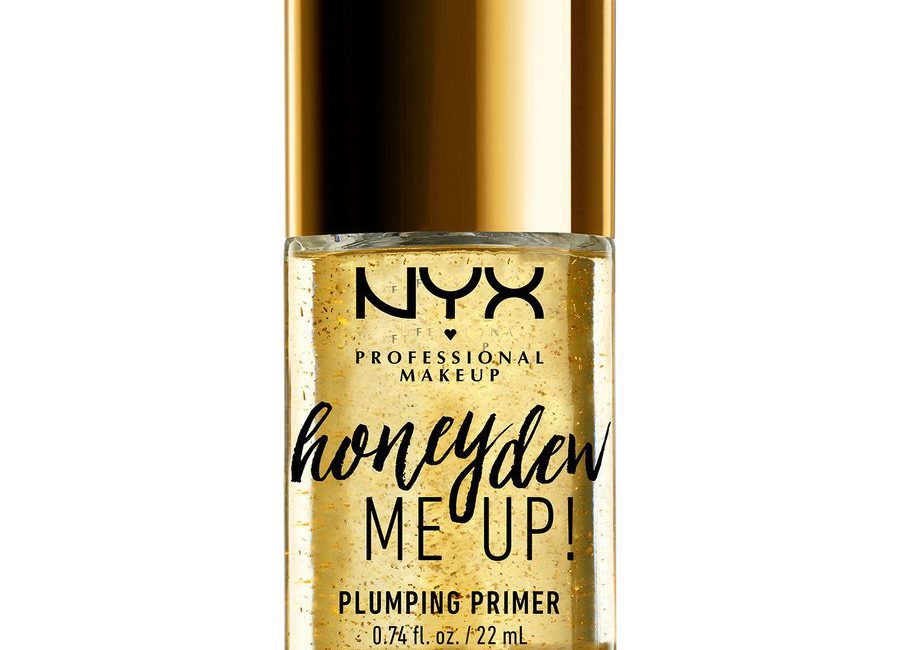 NYX
PROFESSIONAL
MAKEUP
honeydew
ME UP!
PLUMPING PRIMER
0.74 fl. oz. / 22 mL